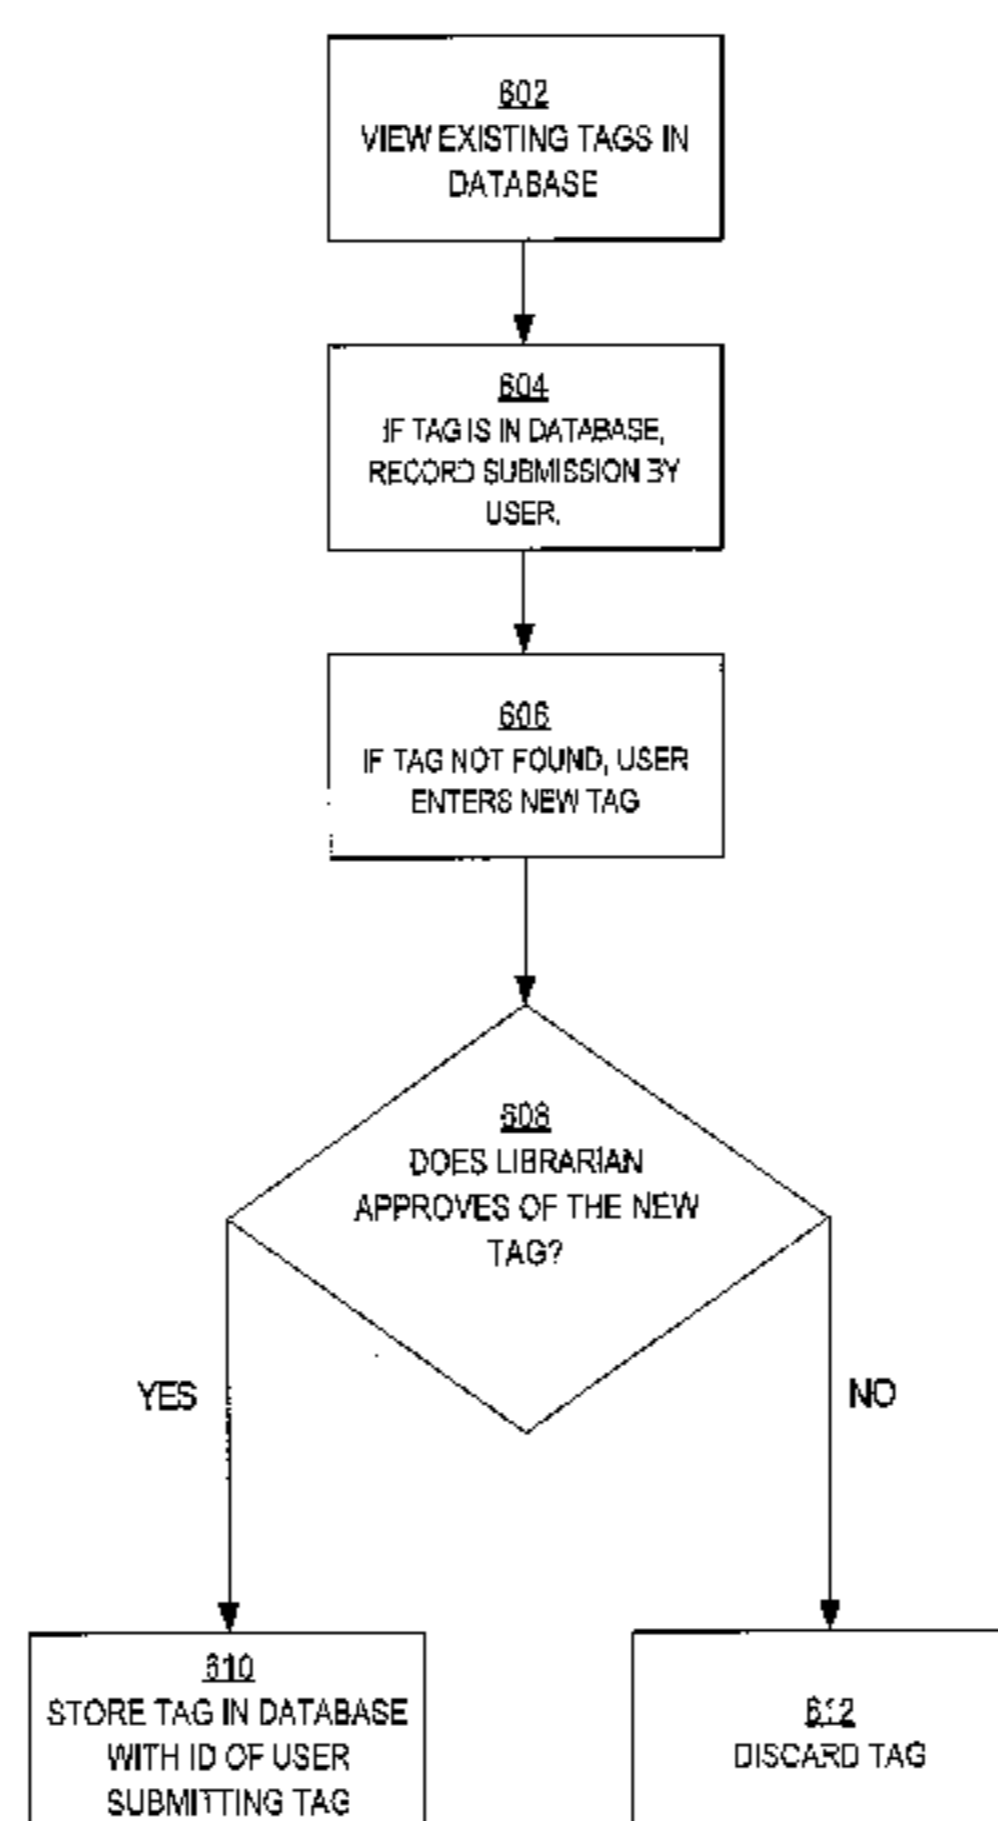 602
VIEW EXISTING TAGS IN
DATABASE
604
IF TAG IS IN DATABASE,
RECORD SUBMISSION BY
USER.
606
IF TAG NOT FOUND, USER
ENTERS NEW TAG
608
DOES LIBRARIAN
APPROVES OF THE NEW
TAG?
YES
NO
610
STORE TAG IN DATABASE
WITH ID OF USER
SUBMITTING TAG
612
DISCARD TAG